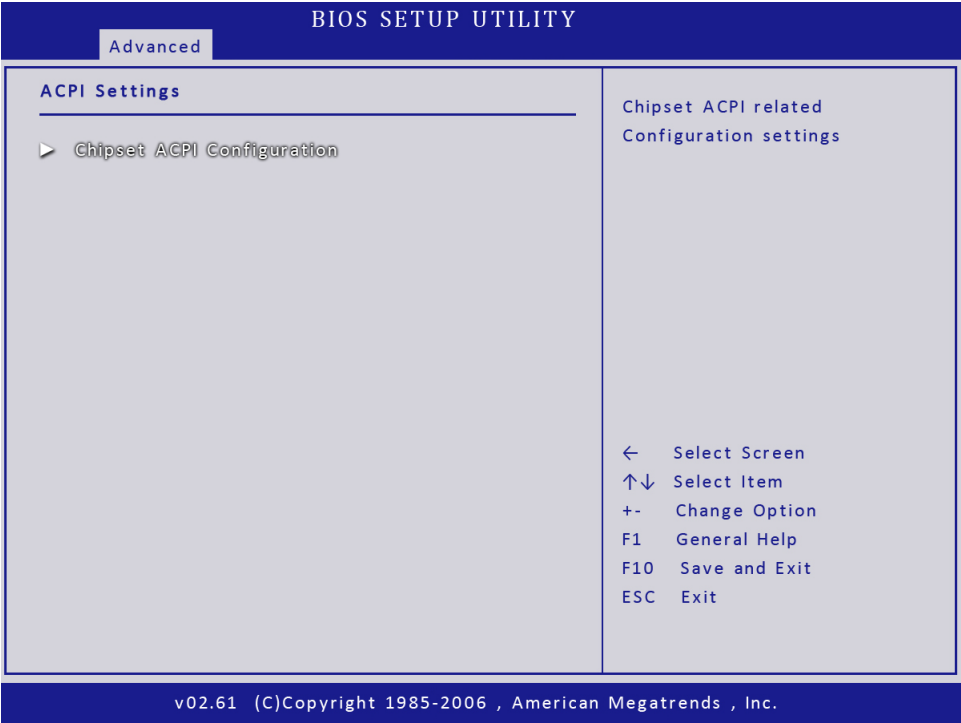 BIOS SETUP UTILITY
Advanced
ACPI Settings
► Chipset ACPI Configuration
Chipset ACPI related
Configuration settings
← Select Screen
↑↓ Select Item
+- Change Option
F1 General Help
F10 Save and Exit
ESC Exit
v02.61 (C)Copyright 1985-2006 , American Megatrends , Inc.